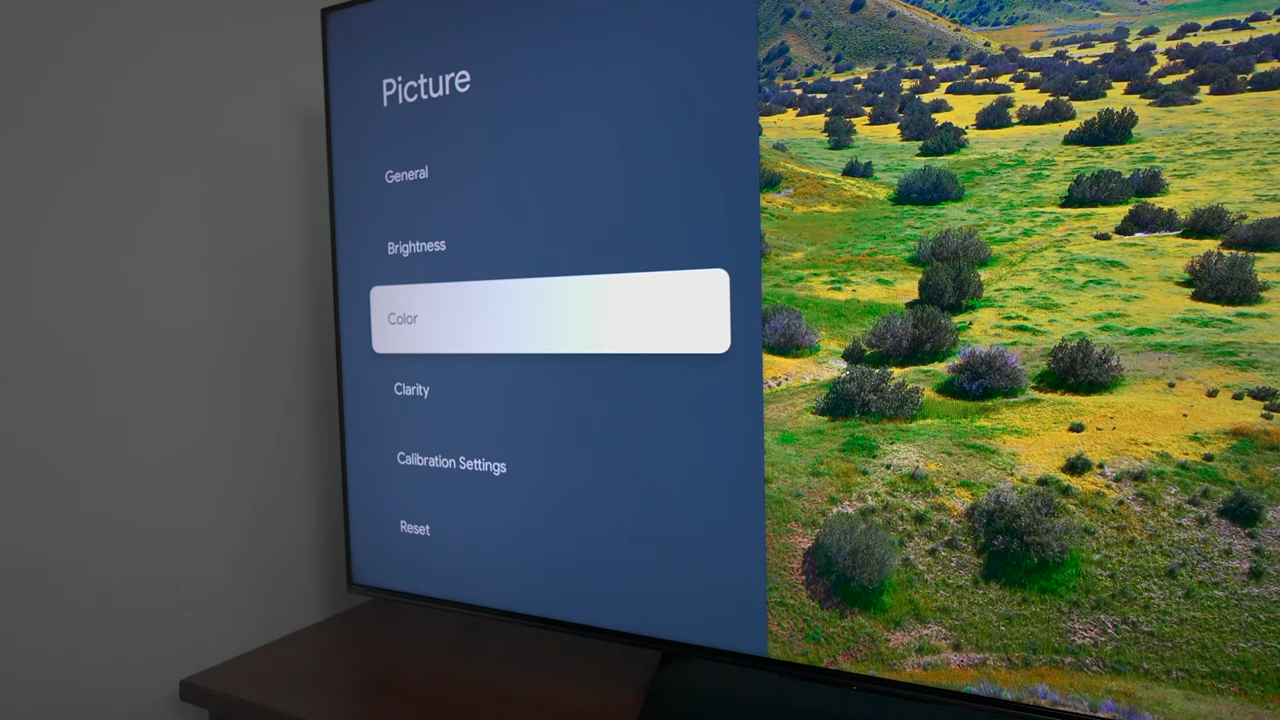 Picture
General
Brightness
Color
Clarity
Calibration Settings
Reset